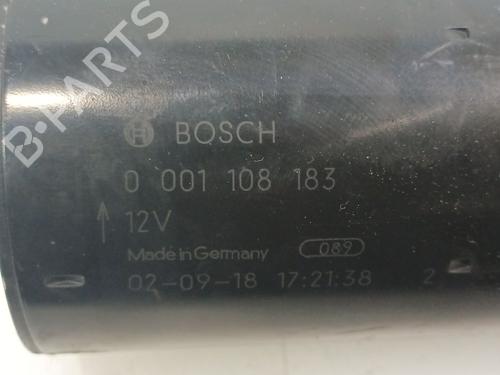 B-PARTS
BOSCH
0 001 108 183
12V
Made in Germany 089
02-09-18 17:21:38 2